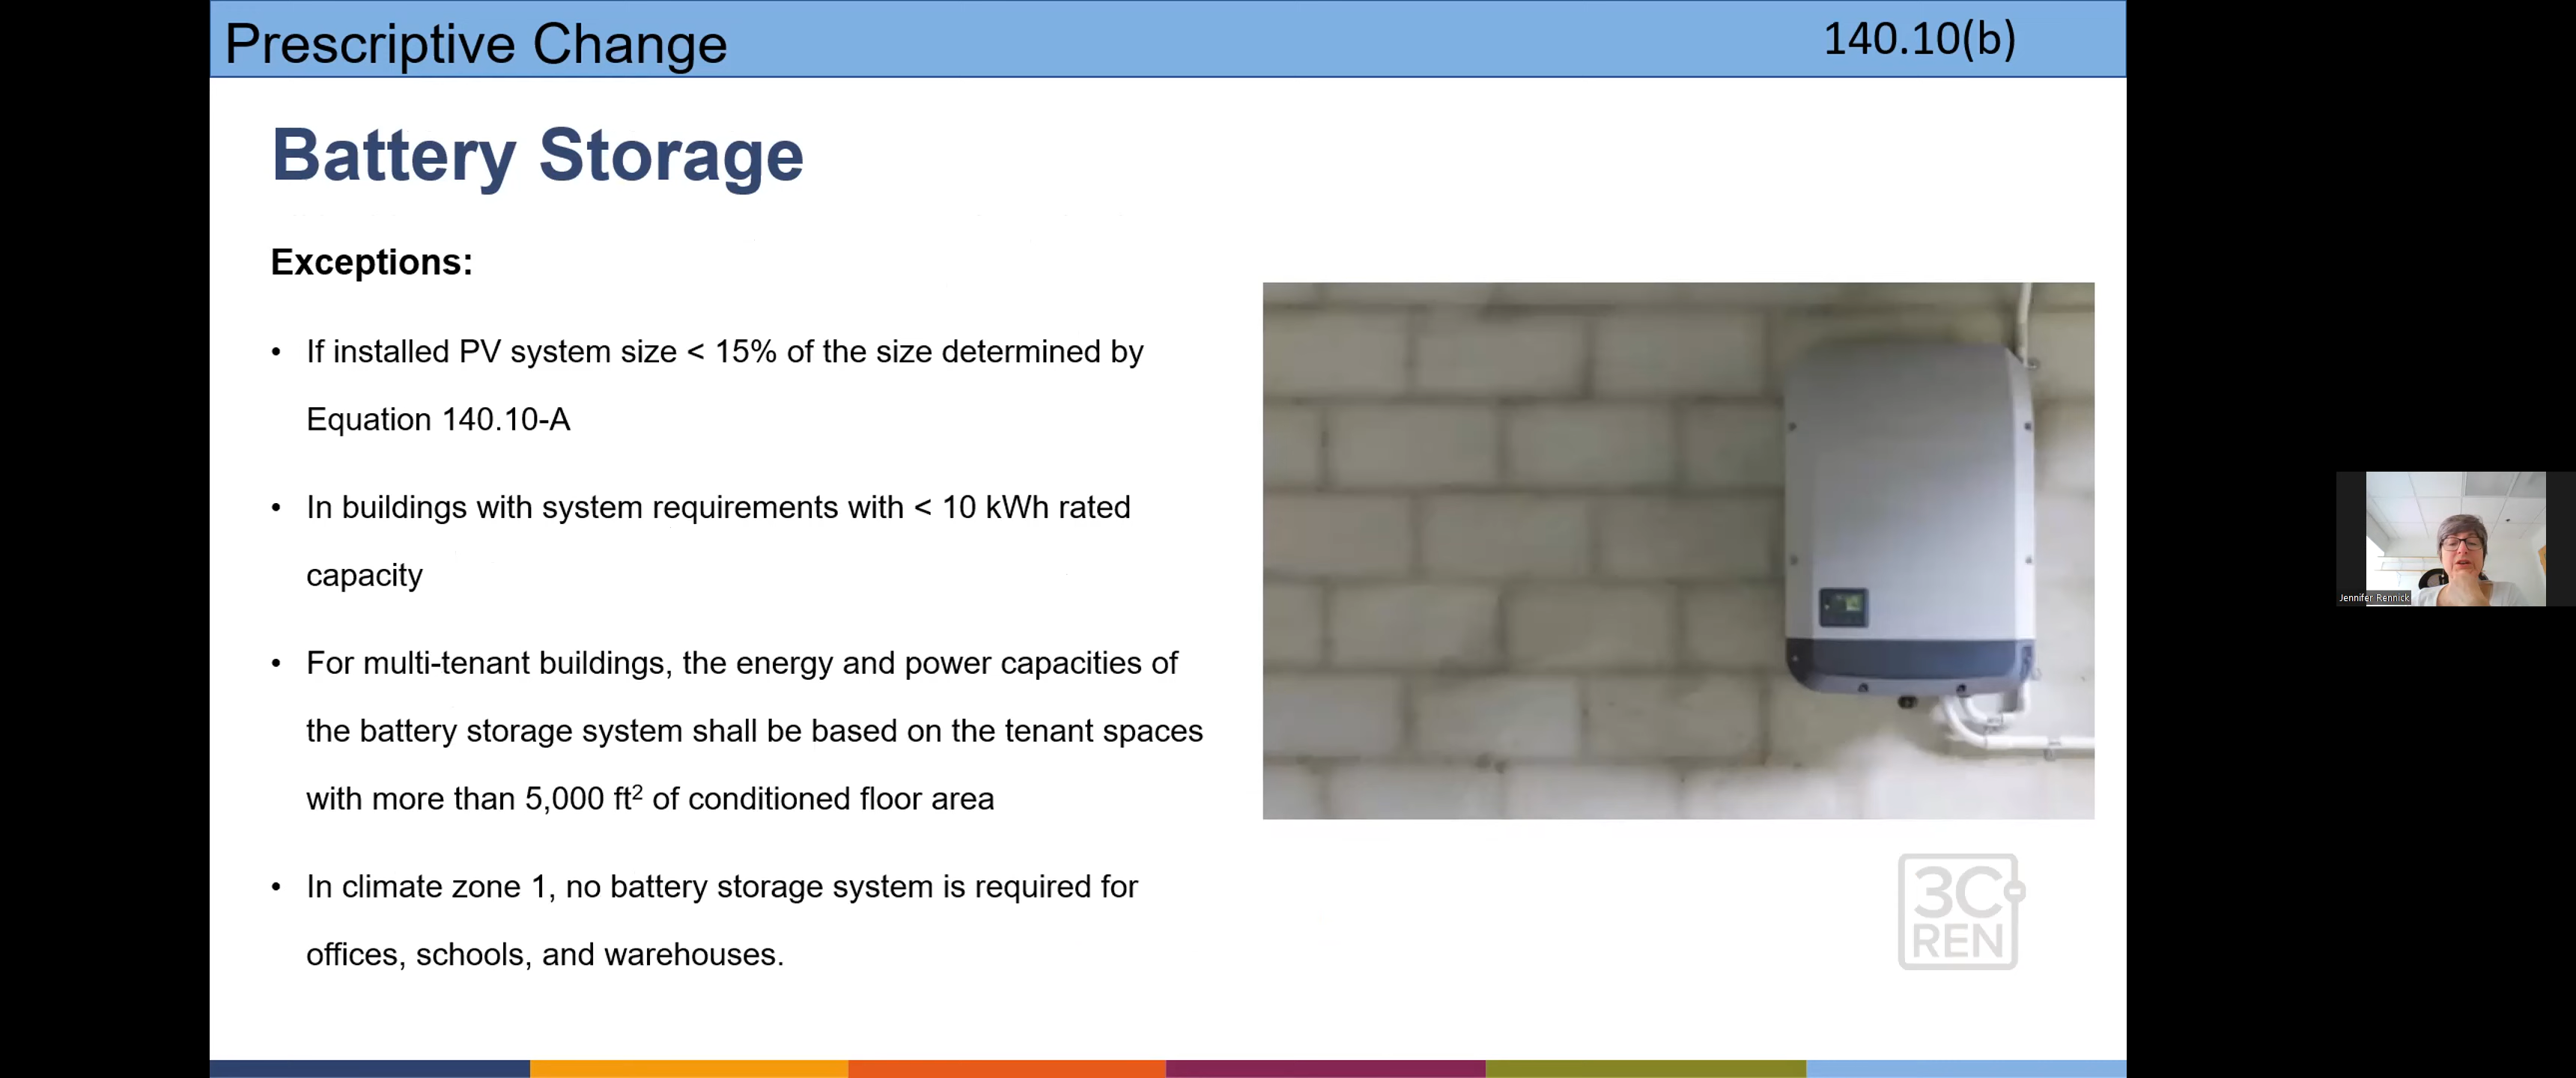 Prescriptive Change
140.10(b)
Battery Storage
Exceptions:
• If installed PV system size < 15% of the size determined by
Equation 140.10-A
• In buildings with system requirements with < 10 kWh rated
capacity
• For multi-tenant buildings, the energy and power capacities of
the battery storage system shall be based on the tenant spaces
with more than 5,000 ft² of conditioned floor area
• In climate zone 1, no battery storage system is required for
offices, schools, and warehouses.
3C-
REN
Jennifer Rennick